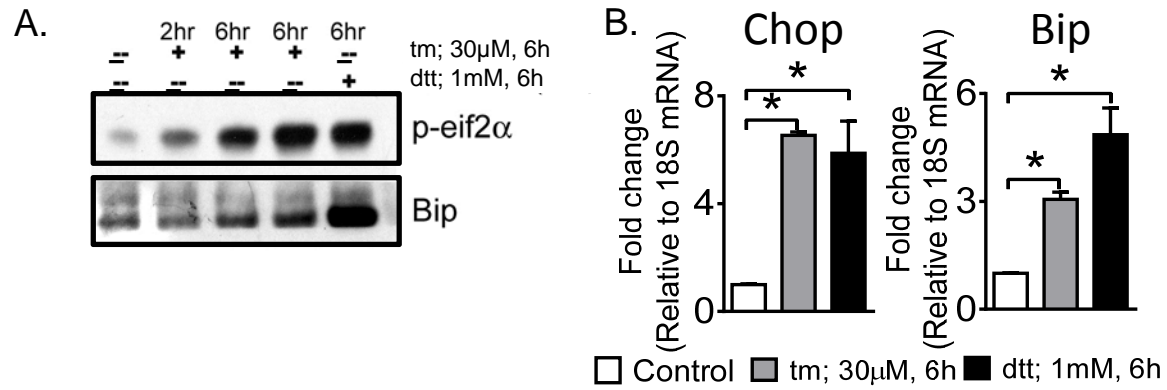 A.
2hr 6hr 6hr 6hr
-- + + + -- tm; 30µM, 6h
-- -- -- -- + dtt; 1mM, 6h
p-eif2α
Bip
B.
Chop
Fold change
(Relative to 18S mRNA)
8
4
0
*
*
Bip
Fold change
(Relative to 18S mRNA)
6
3
0
*
*
Control tm; 30µM, 6h dtt; 1mM, 6h